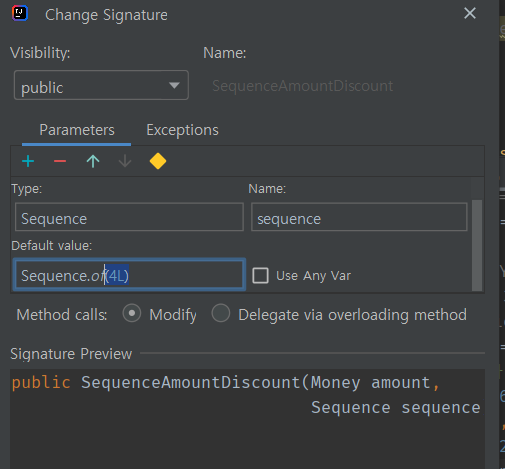 Change Signature
Visibility:
Name:
public
SequenceAmountDiscount
Parameters
Exceptions
Type:
Name:
Sequence
sequence
Default value:
Sequence.of(4L)
Use Any Var
Method calls:
Modify
Delegate via overloading method
Signature Preview
public SequenceAmountDiscount(Money amount,
Sequence sequence